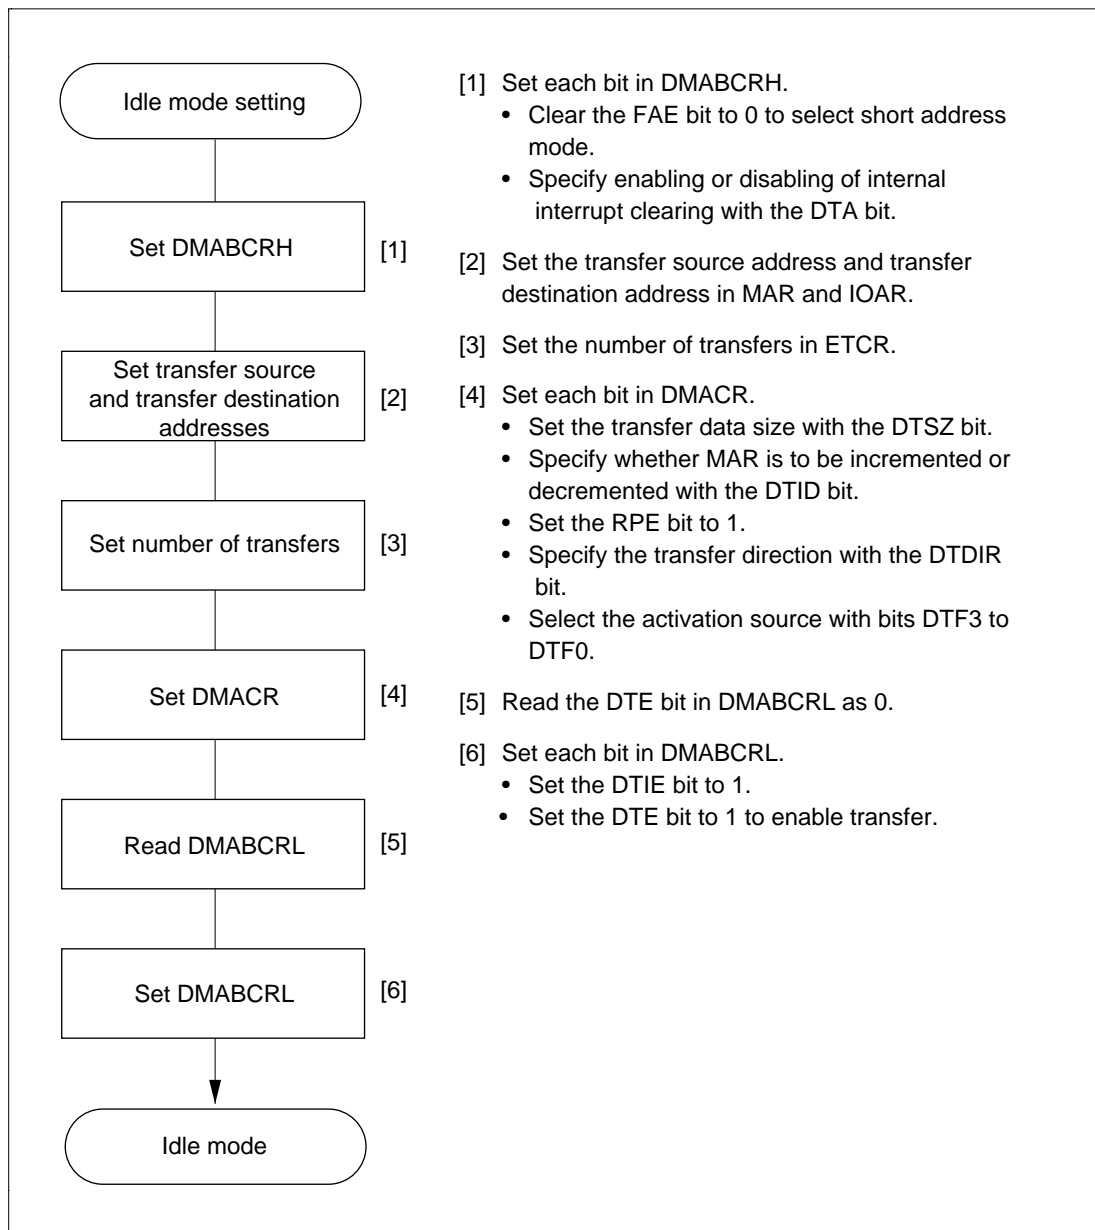 Idle mode setting
Set DMABCRH
[1]
Set transfer source
and transfer destination
addresses
[2]
Set number of transfers
[3]
Set DMACR
[4]
Read DMABCRL
[5]
Set DMABCRL
[6]
Idle mode
[1] Set each bit in DMABCRH.
• Clear the FAE bit to 0 to select short address
mode.
• Specify enabling or disabling of internal
interrupt clearing with the DTA bit.
[2] Set the transfer source address and transfer
destination address in MAR and IOAR.
[3] Set the number of transfers in ETCR.
[4] Set each bit in DMACR.
• Set the transfer data size with the DTSZ bit.
• Specify whether MAR is to be incremented or
decremented with the DTID bit.
• Set the RPE bit to 1.
• Specify the transfer direction with the DTDIR
bit.
• Select the activation source with bits DTF3 to
DTF0.
[5] Read the DTE bit in DMABCRL as 0.
[6] Set each bit in DMABCRL.
• Set the DTIE bit to 1.
• Set the DTE bit to 1 to enable transfer.